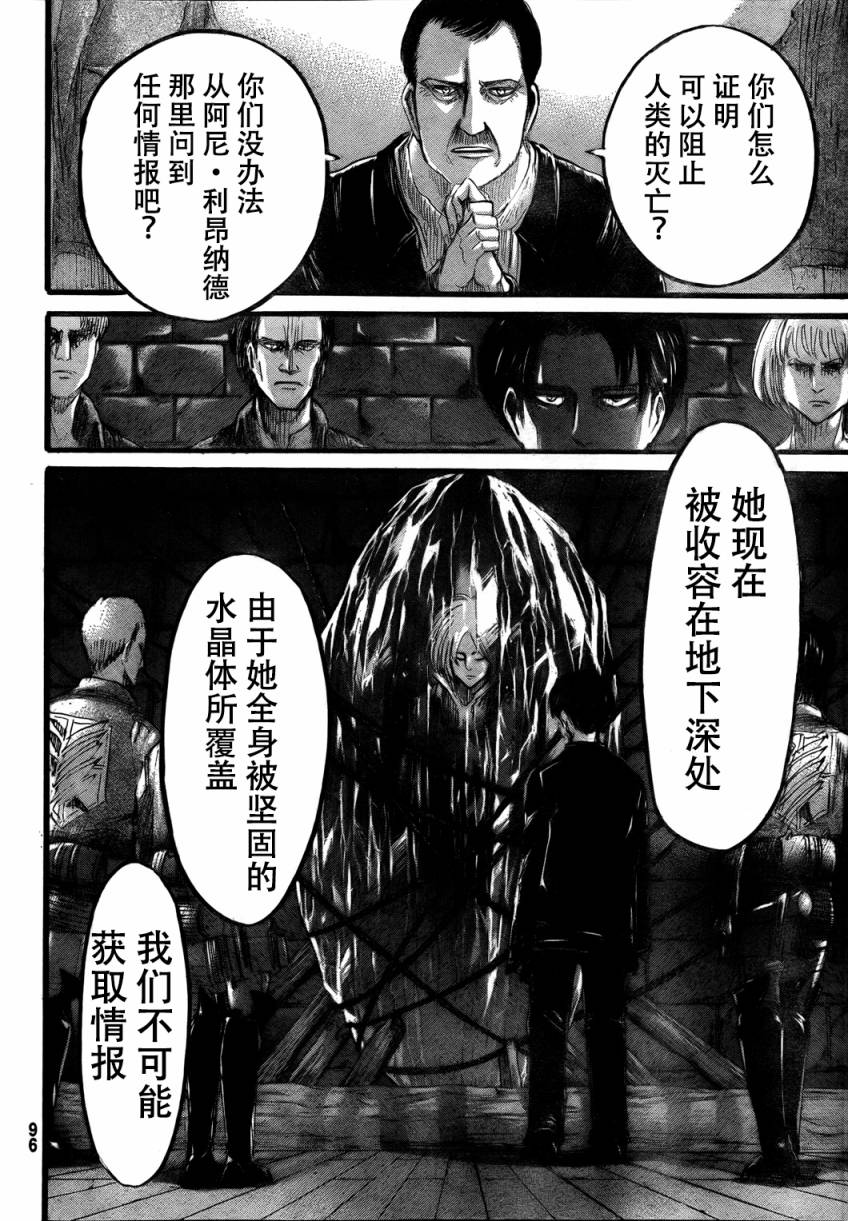 你们怎么
证明
可以阻止
人类的灭亡？
你们没办法
从阿尼·利昂纳德
那里问到
任何情报吧？
她现在
被收容在地下深处
由于她全身被坚固的
水晶体所覆盖
我们不可能
获取情报
96